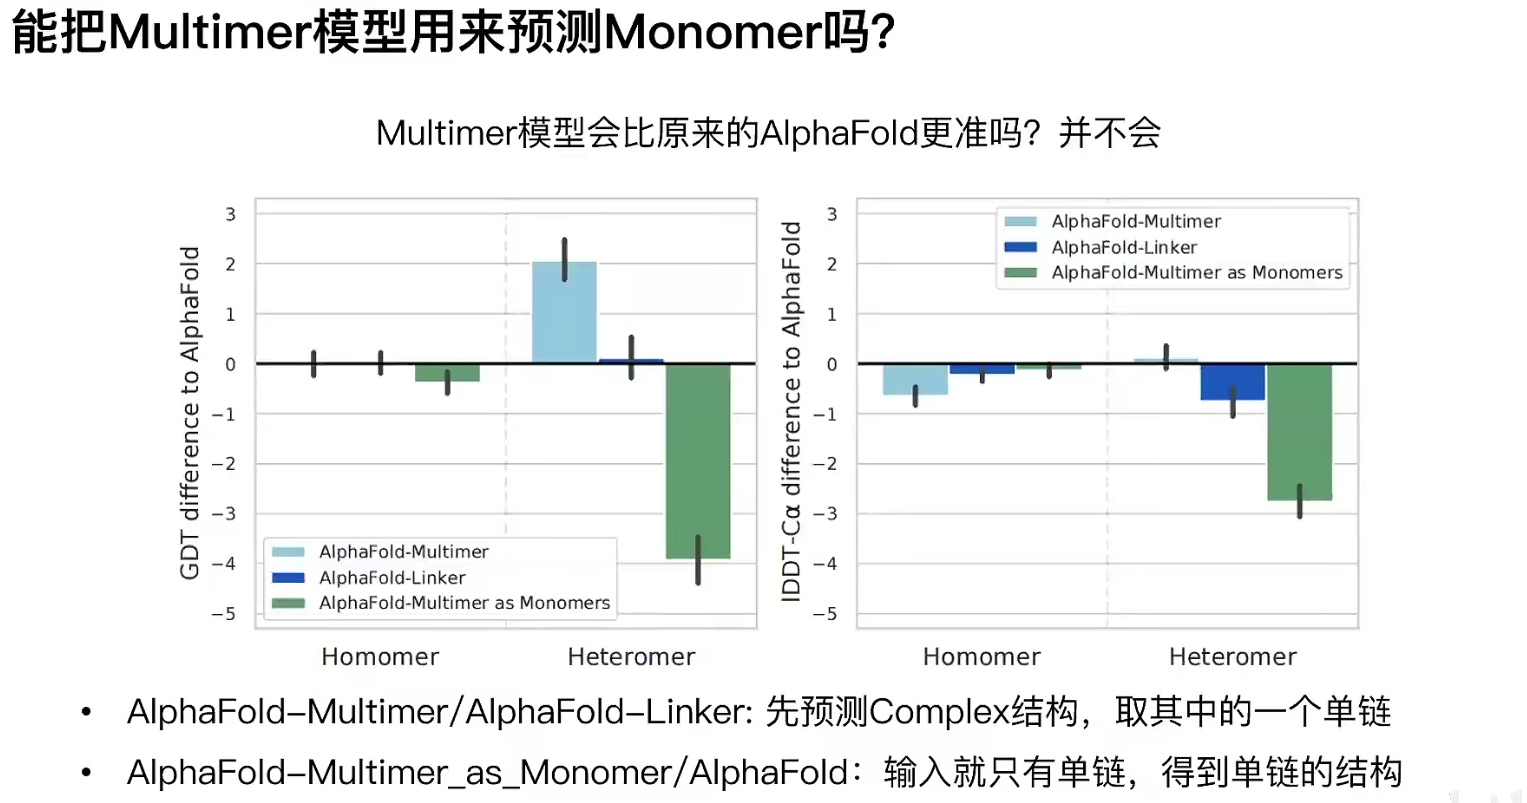 能把Multimer模型用来预测Monomer吗？
Multimer模型会比原来的AlphaFold更准吗？并不会
GDT difference to AlphaFold
3
2
1
0
−1
−2
−3
−4
−5
AlphaFold-Multimer
AlphaFold-Linker
AlphaFold-Multimer as Monomers
Homomer
Heteromer
lDDT-Cα difference to AlphaFold
3
2
1
0
−1
−2
−3
−4
−5
AlphaFold-Multimer
AlphaFold-Linker
AlphaFold-Multimer as Monomers
Homomer
Heteromer
• AlphaFold–Multimer/AlphaFold–Linker: 先预测Complex结构，取其中的一个单链
• AlphaFold–Multimer_as_Monomer/AlphaFold：输入就只有单链，得到单链的结构